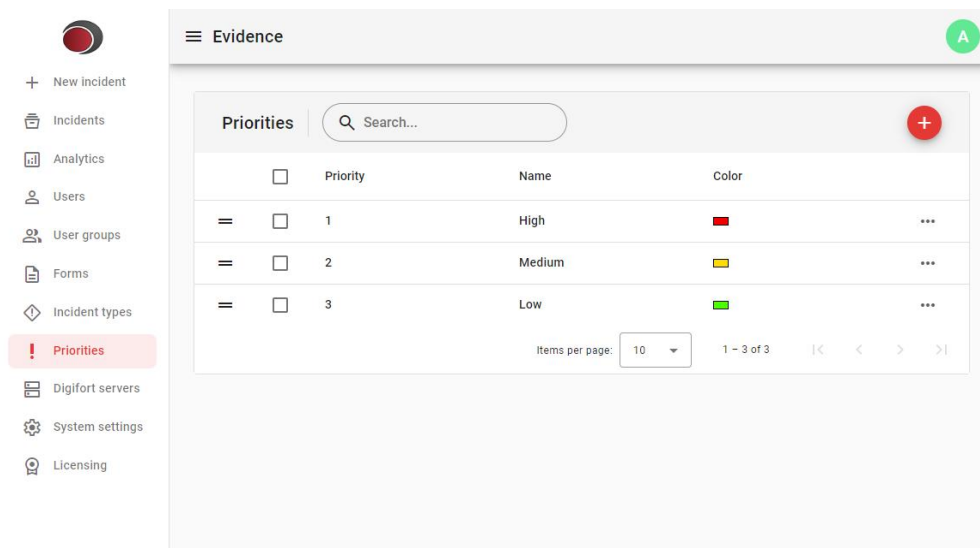 Evidence
A
New incident
Incidents
Analytics
Users
User groups
Forms
Incident types
Priorities
Digifort servers
System settings
Licensing
Priorities
Search...
+
Priority Name Color
1 High
2 Medium
3 Low
Items per page: 10 1 – 3 of 3